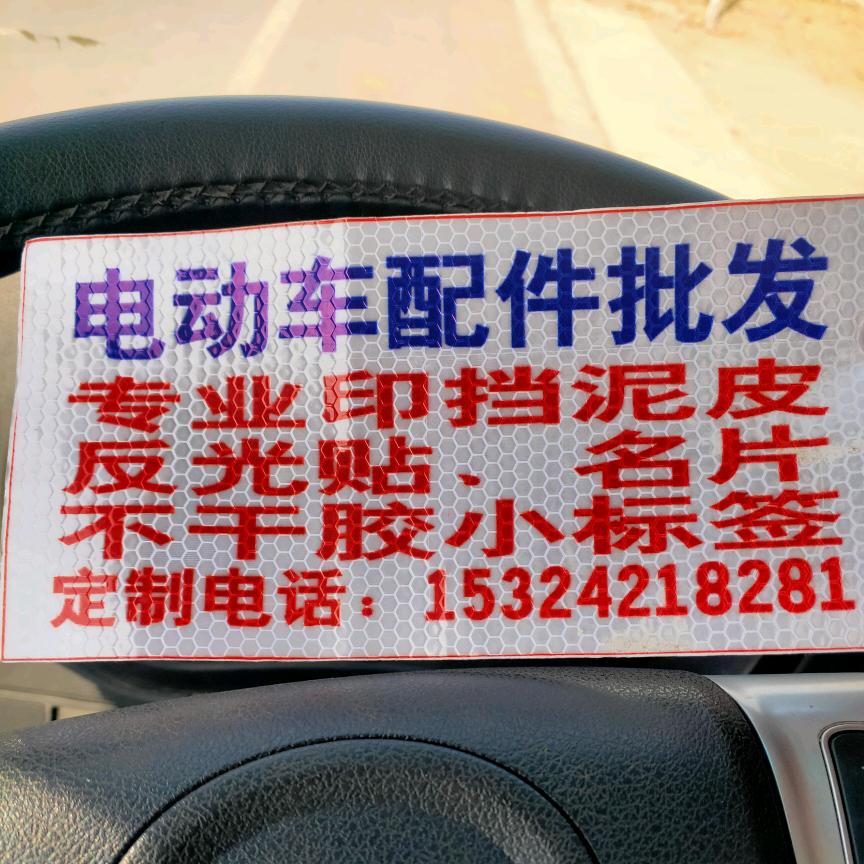 电动车配件批发
专业印挡泥皮
反光贴、名片
不干胶小标签
定制电话：15324218281